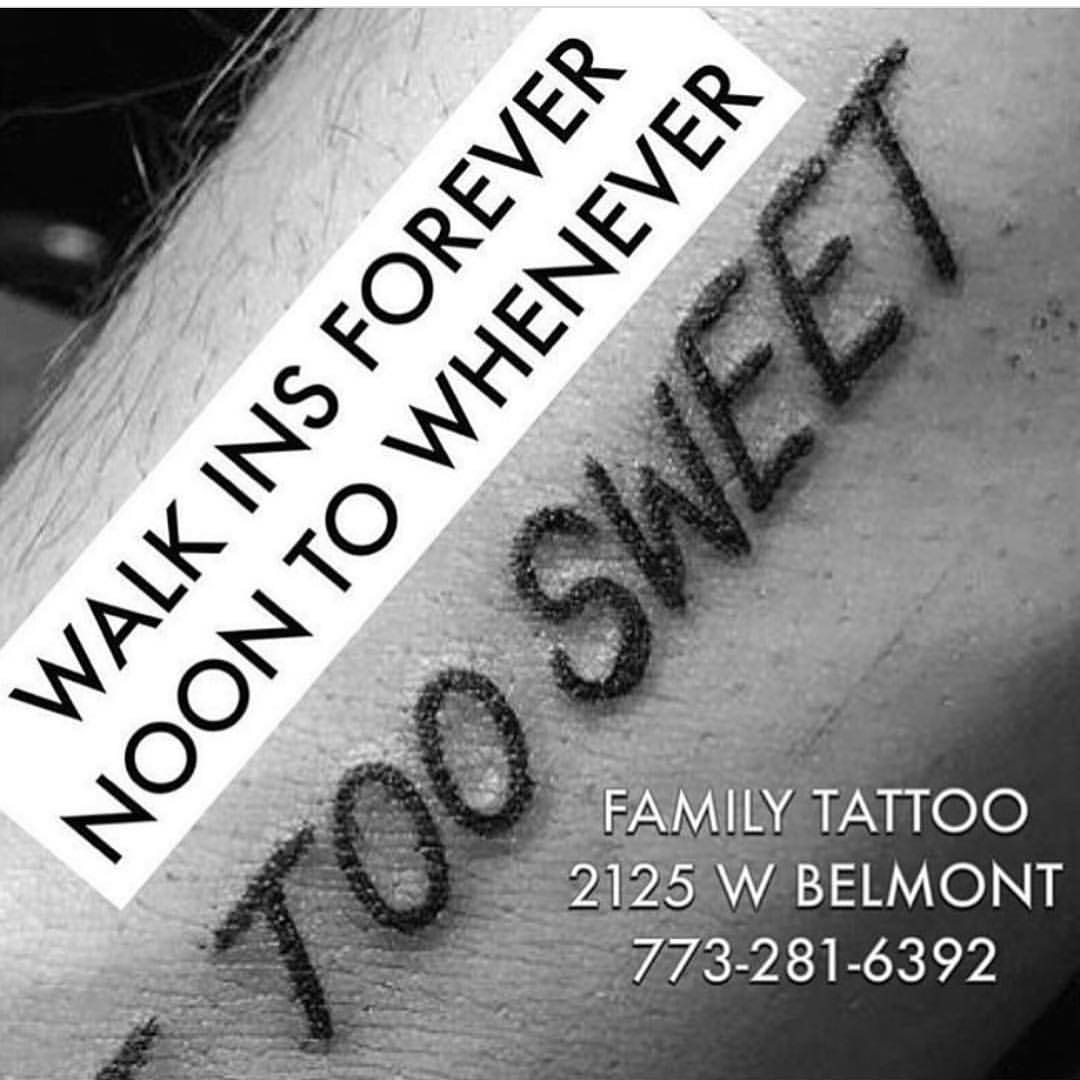 WALK INS FOREVER
NOON TO WHENEVER
TOO SWEET
FAMILY TATTOO
2125 W BELMONT
773-281-6392